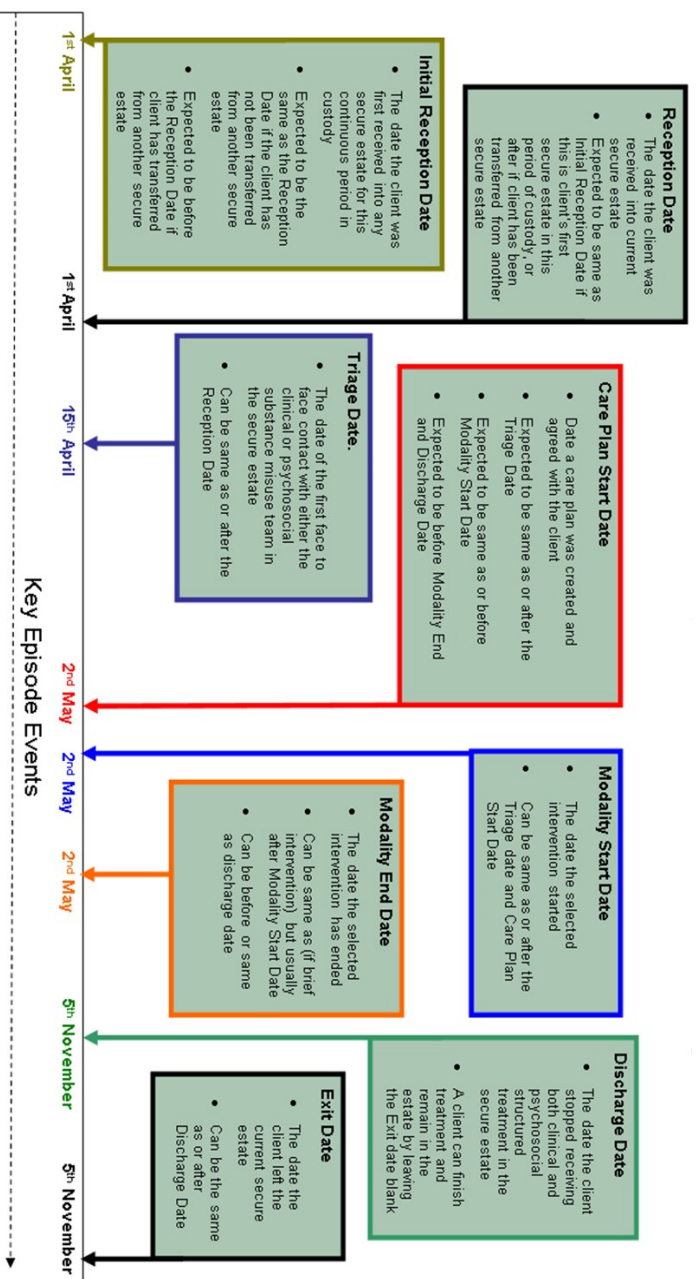 Reception Date
• The date the client was
received into current
secure estate
• Expected to be same as
Initial Reception Date if
this is client's first
secure estate in this
period of custody, or
after if client has been
transferred from another
secure estate
Initial Reception Date
• The date the client was
first received into any
secure estate for this
continuous period in
custody
• Expected to be the
same as the Reception
Date if the client has
not been transferred
from another secure
estate
• Expected to be before
the Reception Date if
client has transferred
from another secure
estate
Care Plan Start Date
• Date a care plan was created and
agreed with the client
• Expected to be same as or after the
Triage Date
• Expected to be same as or before
Modality Start Date
• Expected to be before Modality End
and Discharge Date
Triage Date.
• The date of the first face to
face contact with either the
clinical or psychosocial
substance misuse team in
the secure estate
• Can be same as or after the
Reception Date
Modality Start Date
• The date the selected
intervention started
• Can be same as or after the
Triage date and Care Plan
Start Date
Modality End Date
• The date the selected
intervention has ended
• Can be same as (if brief
intervention) but usually
after Modality Start Date
• Can be before or same
as discharge date
Discharge Date
• The date the client
stopped receiving
both clinical and
psychosocial
structured
treatment in the
secure estate
• A client can finish
treatment and
remain in the
estate by leaving
the Exit date blank
Exit Date
• The date the
client left the
current secure
estate
• Can be the same
as or after
Discharge Date
1st April
1st April
15th April
2nd May
2nd May
2nd May
5th November
5th November
Key Episode Events